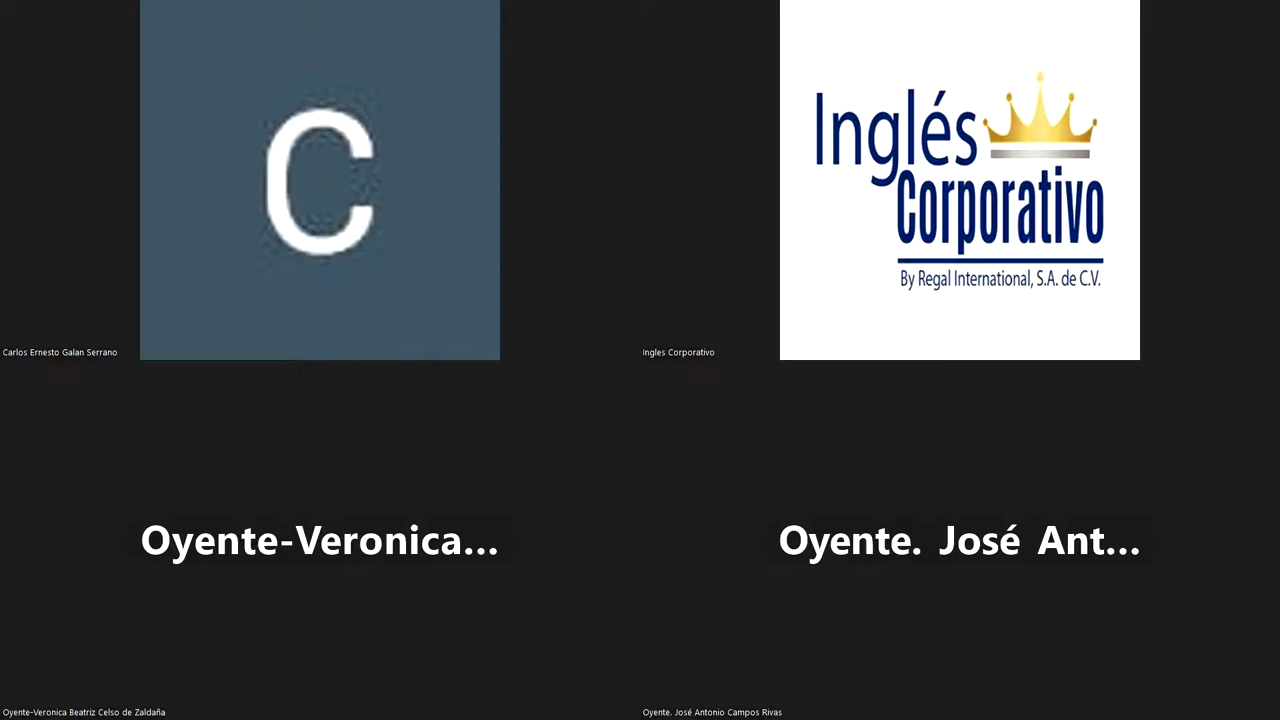 C
Inglés
Corporativo
By Regal International, S.A. de C.V.
Carlos Ernesto Galan Serrano
Ingles Corporativo
Oyente-Veronica...
Oyente. José Ant...
Oyente-Veronica Beatriz Celso de Zaldaña
Oyente. José Antonio Campos Rivas